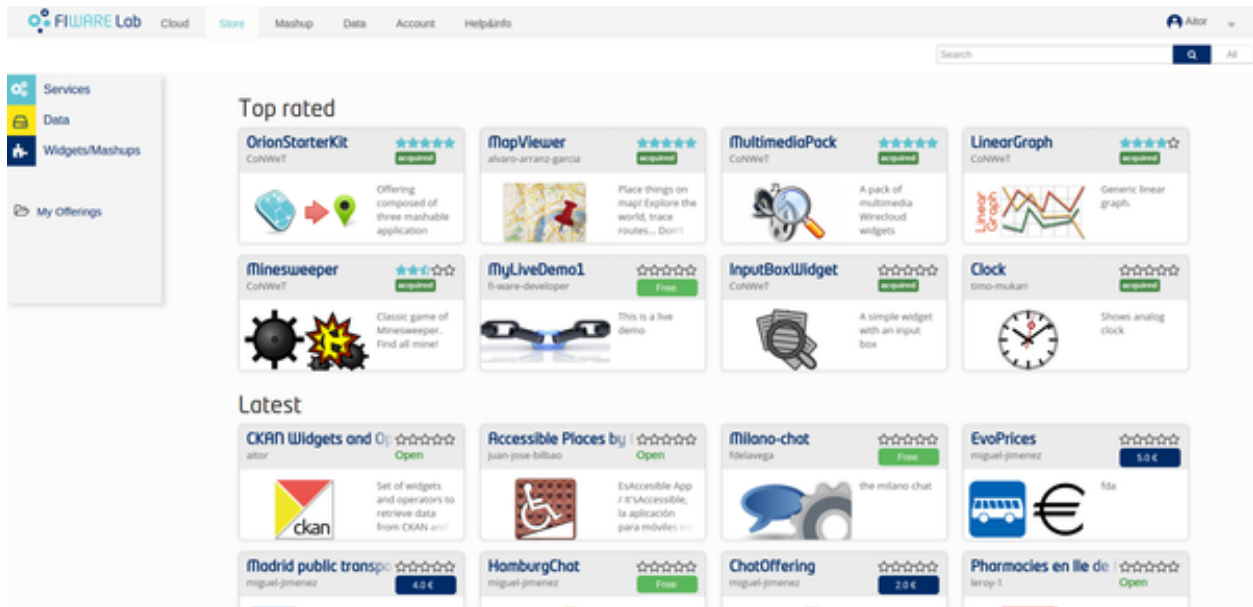 FIWARE Lab Cloud Store Mashup Data Account Help&info Aitor
Search All
Services
Data
Widgets/Mashups
My Offerings
Top rated
OrionStarterKit
CoNWeT acquired
Offering
composed of
three mashable
application
MapViewer
alvaro-arranz-garcia acquired
Place things on
map! Explore the
world, trace
routes... Don't
MultimediaPack
CoNWeT acquired
A pack of
multimedia
Wirecloud
widgets
LinearGraph
CoNWeT acquired
Linear
Graph
Generic linear
graph.
Minesweeper
CoNWeT acquired
Classic game of
Minesweeper.
Find all mine!
MyLiveDemo1
fi-ware-developer Free
This is a live
demo
InputBoxWidget
CoNWeT acquired
A simple widget
with an input
box
Clock
timo-mukari acquired
Shows analog
clock
Latest
CKAN Widgets and Op
aitor Open
ckan
Set of widgets
and operators to
retrieve data
from CKAN and
Accessible Places by
juan-jose-bilbao Open
EsAccesible App
/ It'sAccessible,
la aplicación
para móviles
Milano-chat
fdelavega Free
the milano chat
EvoPrices
miguel-jimenez 5.0 €
€
fda
Madrid public transpo
miguel-jimenez 4.0 €
HamburgChat
miguel-jimenez Free
ChatOffering
miguel-jimenez 2.0 €
Pharmacies en Ile de
leroy-1 Open